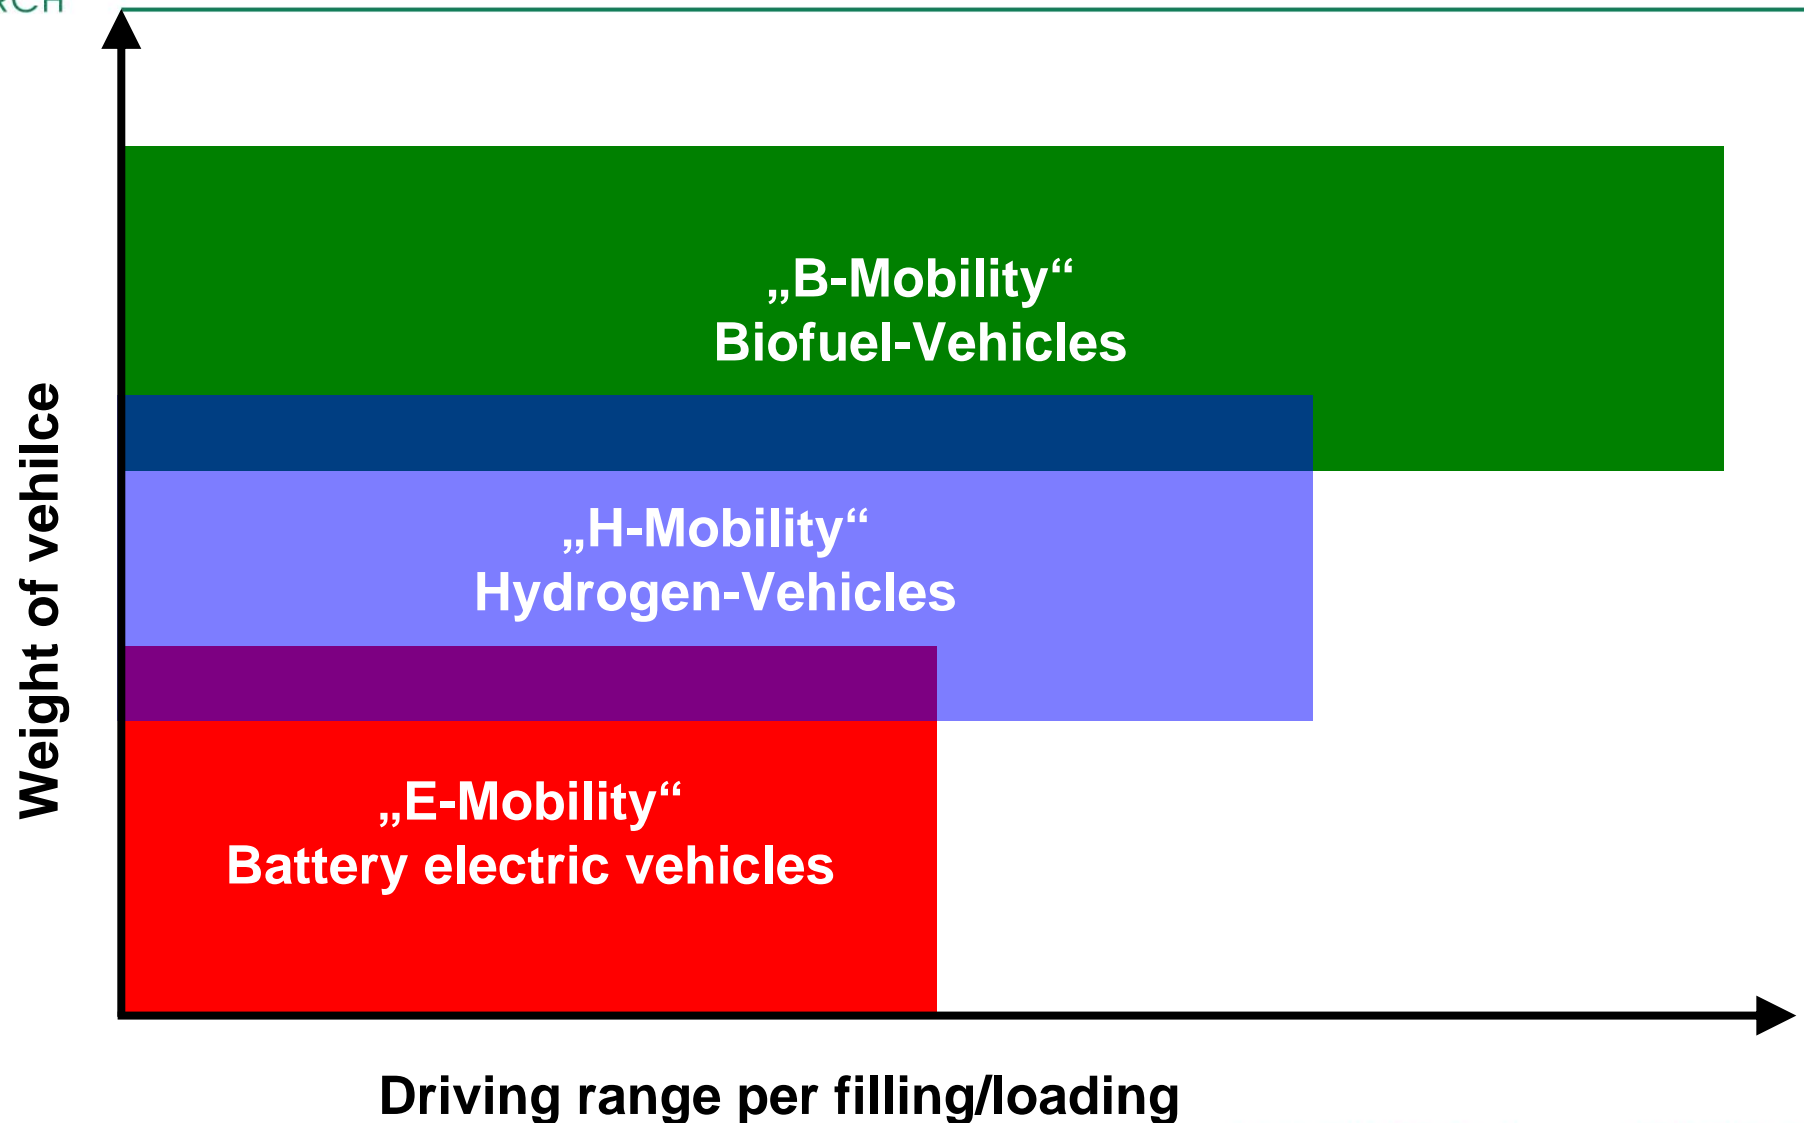 Weight of vehilce
„B-Mobility“
Biofuel-Vehicles
„H-Mobility“
Hydrogen-Vehicles
„E-Mobility“
Battery electric vehicles
Driving range per filling/loading